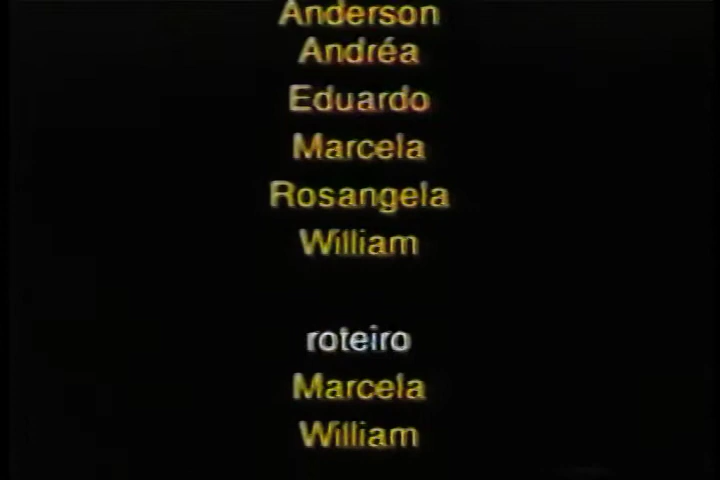 Anderson
Andréa
Eduardo
Marcela
Rosangela
William
roteiro
Marcela
William